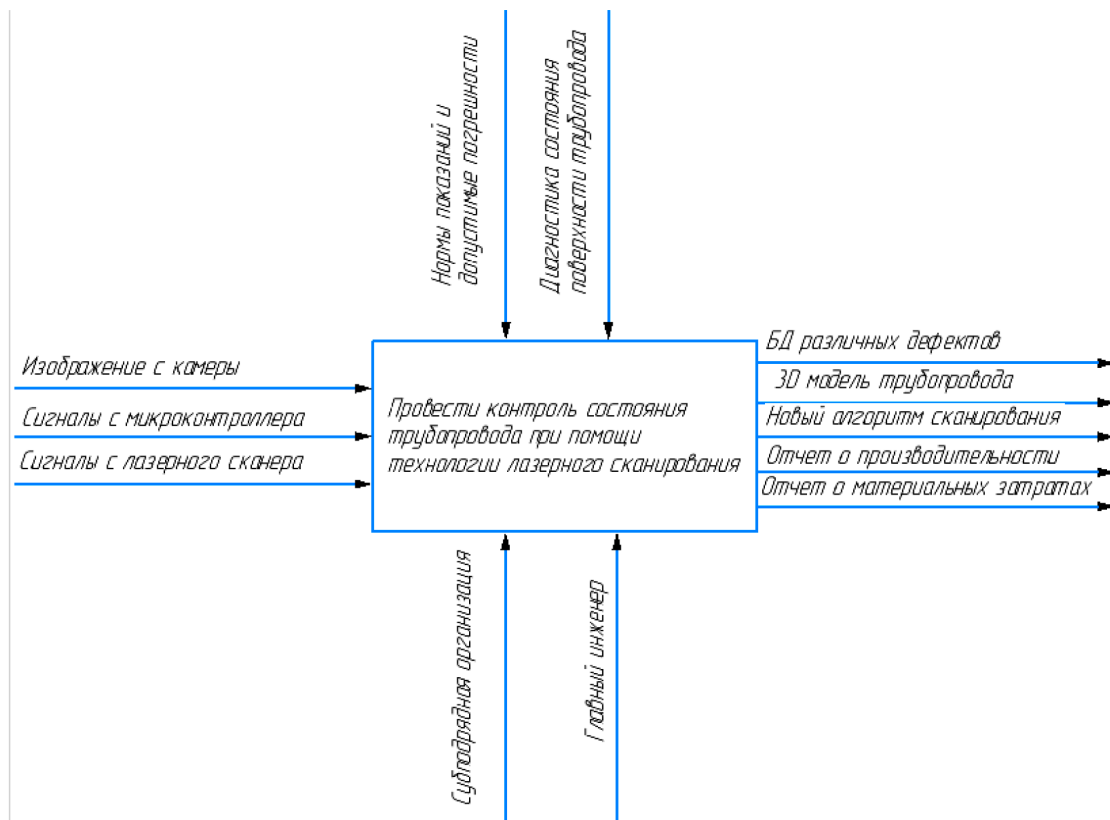 Нормы показаний и
допустимые погрешности
Диагностика состояния
поверхности трубопровода
Изображение с камеры
Сигналы с микроконтроллера
Сигналы с лазерного сканера
Провести контроль состояния
трубопровода при помощи
технологии лазерного сканирования
БД различных дефектов
3D модель трубопровода
Новый алгоритм сканирования
Отчет о производительности
Отчет о материальных затратах
Субподрядная организация
Главный инженер